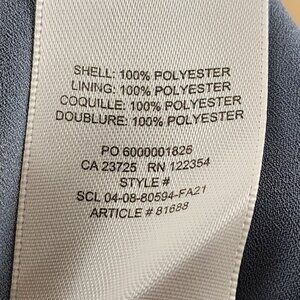 SHELL: 100% POLYESTER
LINING: 100% POLYESTER
COQUILLE: 100% POLYESTER
DOUBLURE: 100% POLYESTER
PO 6000001826
CA 23725 RN 122354
STYLE #
SCL 04-08-80594-FA21
ARTICLE # 81688